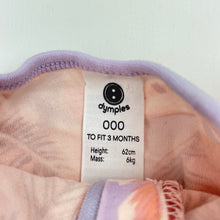 dymples
000
TO FIT 3 MONTHS
Height: 62cm
Mass: 6kg